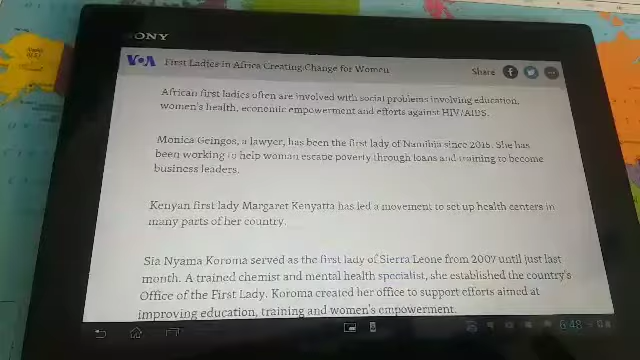 SONY
VOA First Ladies in Africa Creating Change for Women Share
African first ladies often are involved with social problems involving education,
women's health, economic empowerment and efforts against HIV/AIDS.
Monica Geingos, a lawyer, has been the first lady of Namibia since 2015. She has
been working to help woman escape poverty through loans and training to become
business leaders.
Kenyan first lady Margaret Kenyatta has led a movement to set up health centers in
many parts of her country.
Sia Nyama Koroma served as the first lady of Sierra Leone from 2007 until just last
month. A trained chemist and mental health specialist, she established the country's
Office of the First Lady. Koroma created her office to support efforts aimed at
improving education, training and women's empowerment.
6:48